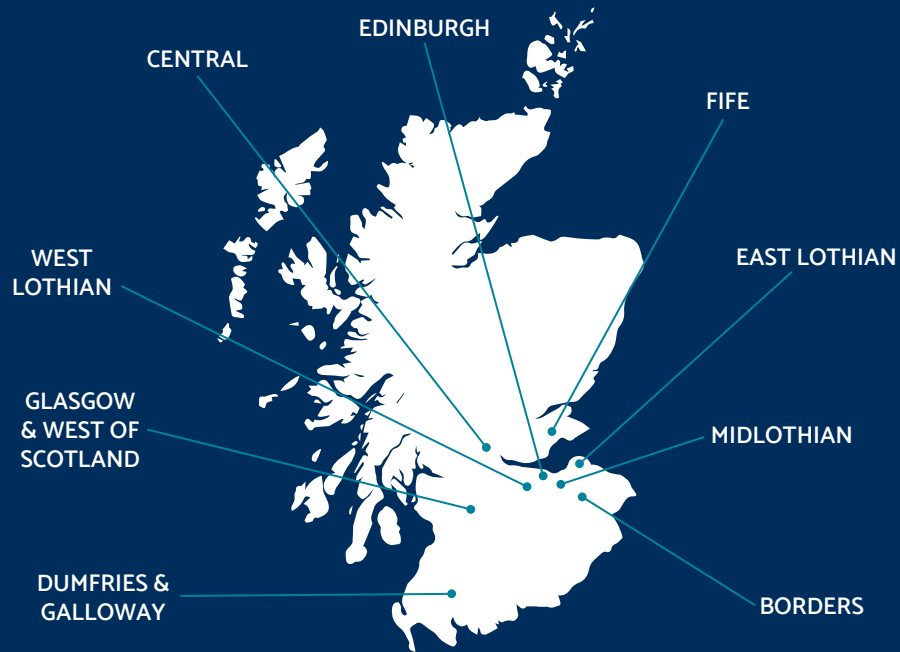 EDINBURGH
CENTRAL
FIFE
WEST
LOTHIAN
EAST LOTHIAN
GLASGOW
& WEST OF
SCOTLAND
MIDLOTHIAN
DUMFRIES &
GALLOWAY
BORDERS